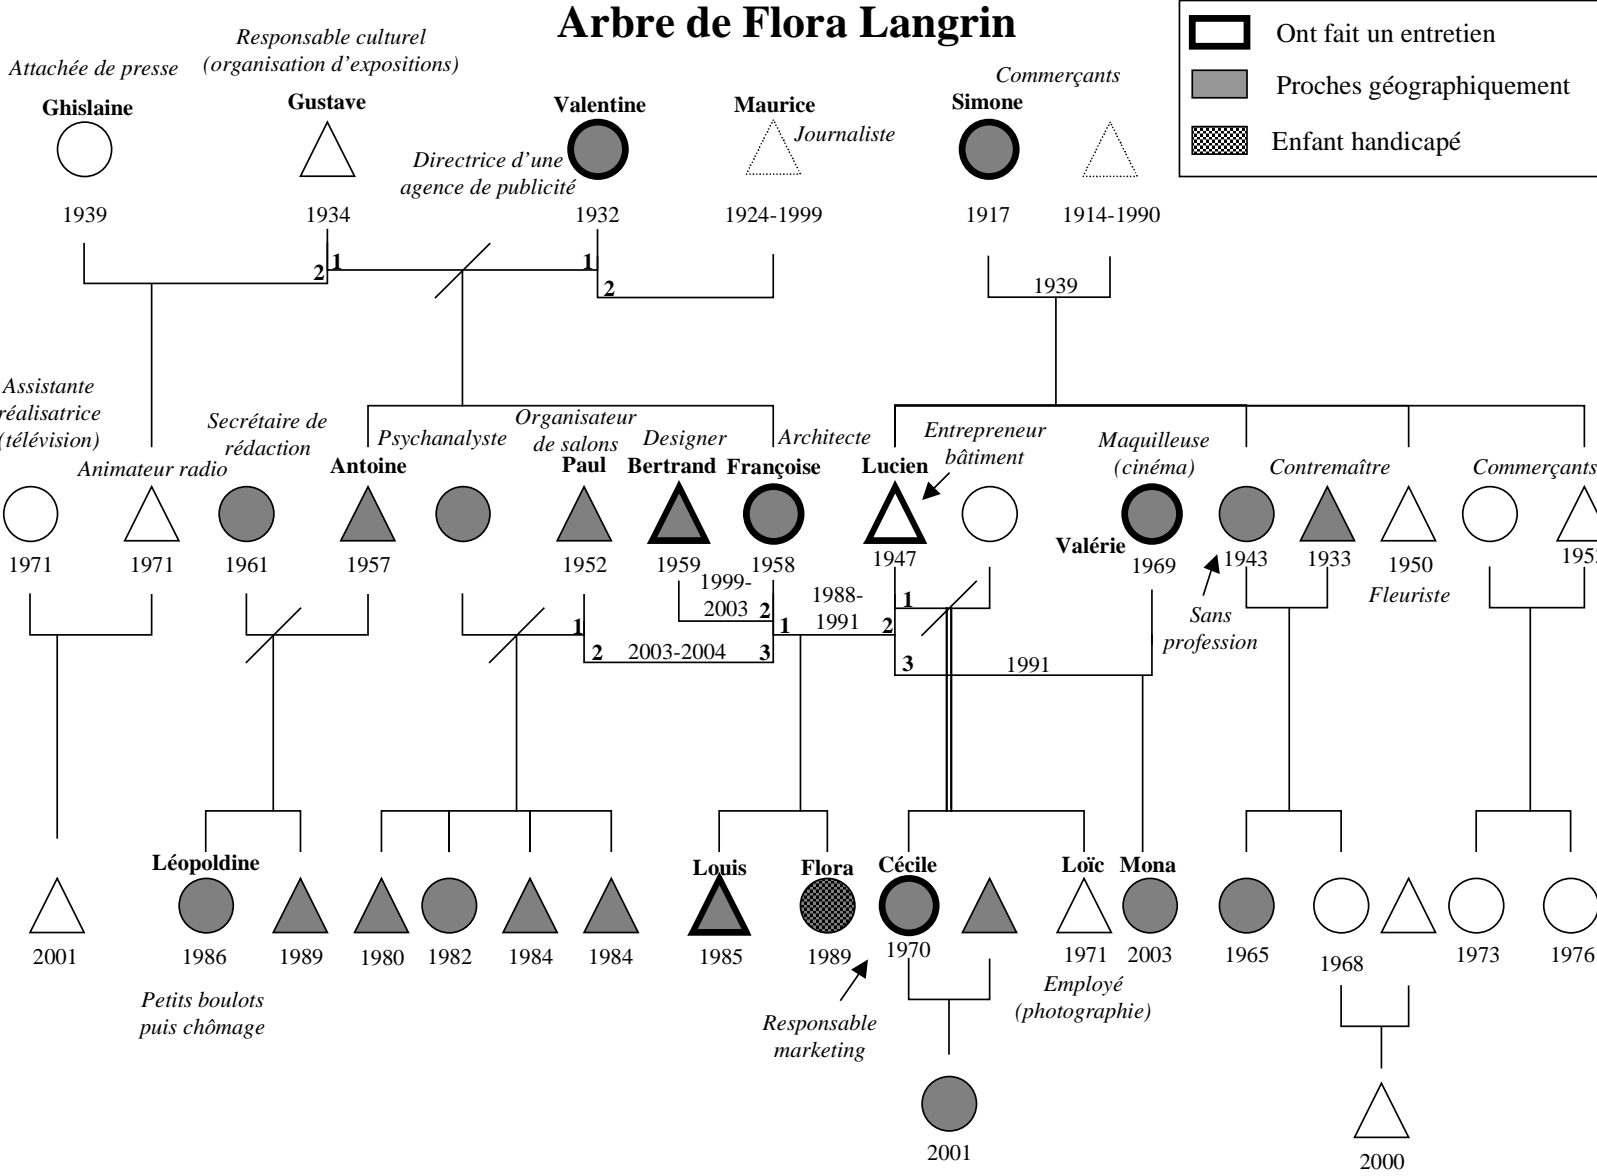 Arbre de Flora Langrin
Ont fait un entretien
Proches géographiquement
Enfant handicapé
Attachée de presse
Ghislaine
1939
Responsable culturel
(organisation d'expositions)
Gustave
1934
Directrice d'une
agence de publicité
Valentine
1932
Maurice
Journaliste
1924-1999
Commerçants
Simone
1917
1914-1990
2
1
1
2
1939
Assistante
réalisatrice
(télévision)
1971
Animateur radio
1971
Secrétaire de
rédaction
1961
Antoine
1957
Psychanalyste
Organisateur
de salons
Paul
1952
Designer
Bertrand
1959
Architecte
Françoise
1958
Lucien
1947
Entrepreneur
bâtiment
Maquilleuse
(cinéma)
Valérie
1969
1943
Sans
profession
Contremaître
1933
1950
Fleuriste
Commerçants
1999-
2003
2
1
1988-
1991
1
2
1
2
2003-2004
3
3
1991
2001
Léopoldine
1986
Petits boulots
puis chômage
1989
1980
1982
1984
1984
Louis
1985
Flora
1989
Cécile
1970
Responsable
marketing
Loïc
1971
Employé
(photographie)
Mona
2003
1965
1968
1973
1976
2001
2000